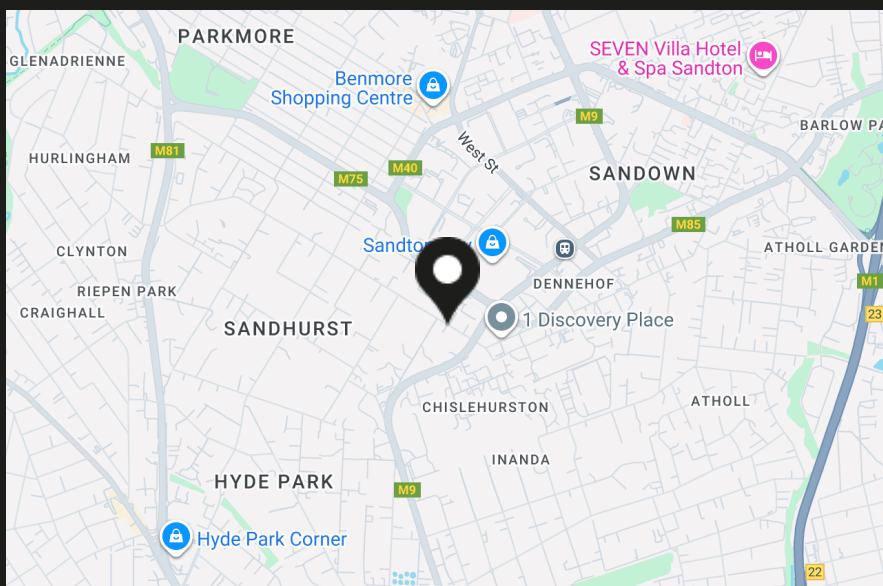 PARKMORE
GLENADRIENNE
SEVEN Villa Hotel
& Spa Sandton
Benmore
Shopping Centre
M9
BARLOW PA
West St
HURLINGHAM
M81
M40
M75
SANDOWN
M85
Sandton
CLYNTON
ATHOLL GARDEN
M1
DENNEHOF
RIEPEN PARK
CRAIGHALL
23
SANDHURST
1 Discovery Place
ATHOLL
CHISLEHURSTON
INANDA
HYDE PARK
M9
Hyde Park Corner
22